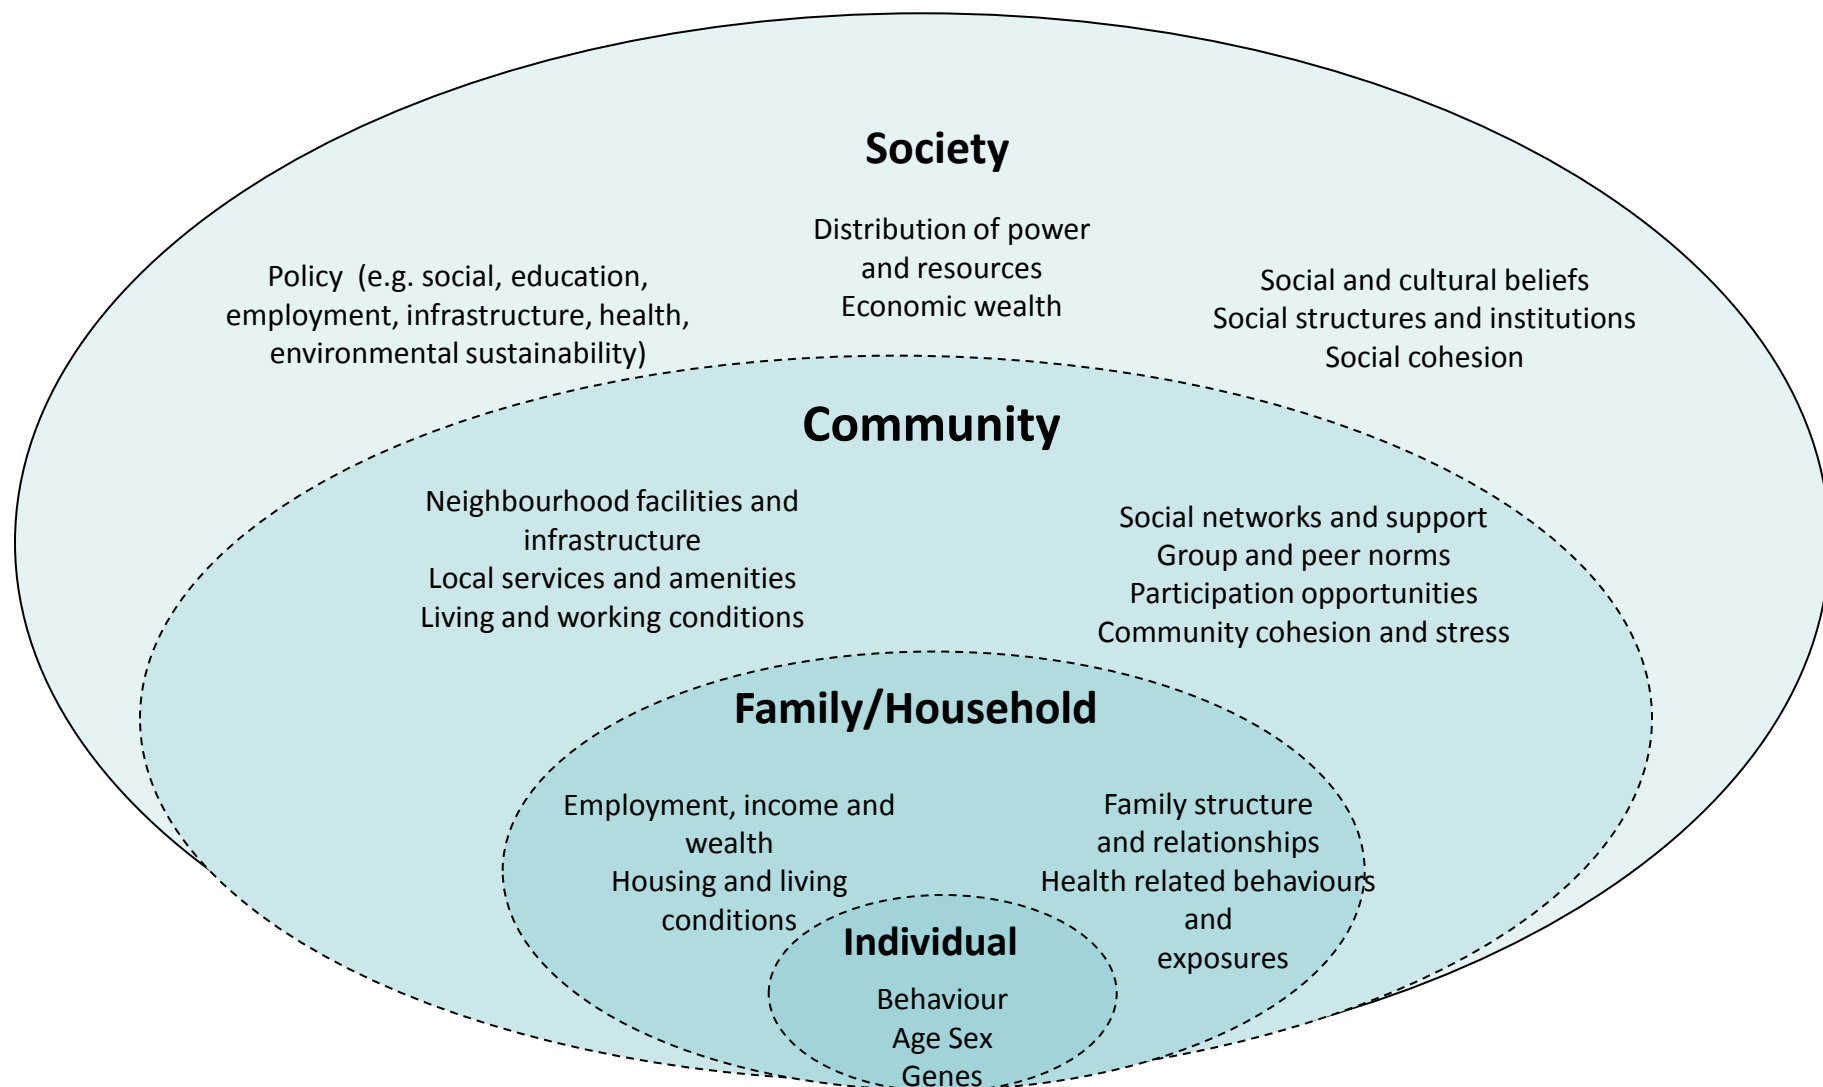 Society
Distribution of power
and resources
Economic wealth
Policy (e.g. social, education,
employment, infrastructure, health,
environmental sustainability)
Social and cultural beliefs
Social structures and institutions
Social cohesion
Community
Neighbourhood facilities and
infrastructure
Local services and amenities
Living and working conditions
Social networks and support
Group and peer norms
Participation opportunities
Community cohesion and stress
Family/Household
Employment, income and
wealth
Housing and living
conditions
Family structure
and relationships
Health related behaviours
and
exposures
Individual
Behaviour
Age Sex
Genes